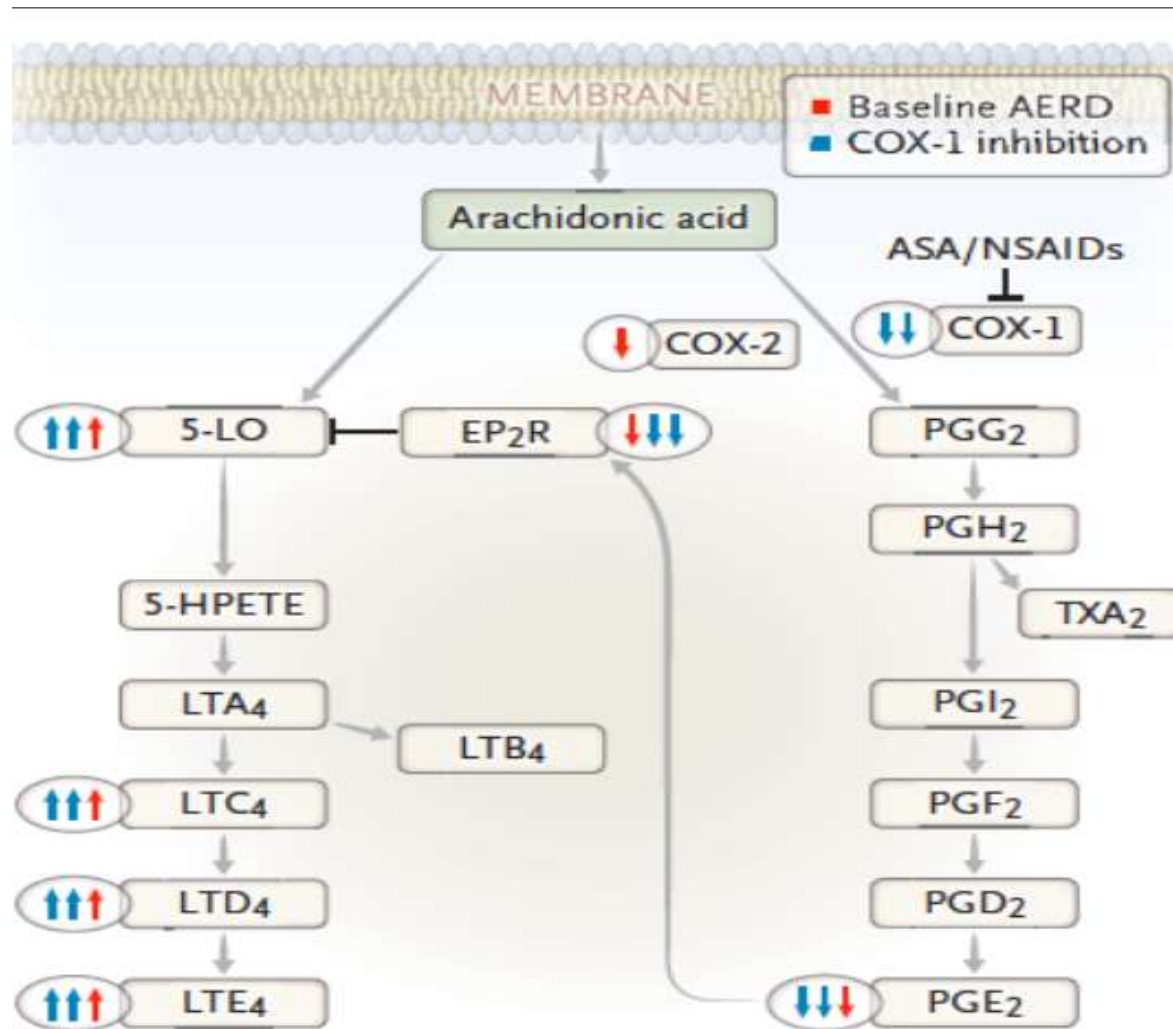 MEMBRANE
Baseline AERD
COX-1 inhibition
Arachidonic acid
ASA/NSAIDs
COX-2
COX-1
5-LO
EP₂R
PGG₂
PGH₂
5-HPETE
TXA₂
LTA₄
PGI₂
LTB₄
LTC₄
PGF₂
LTD₄
PGD₂
LTE₄
PGE₂